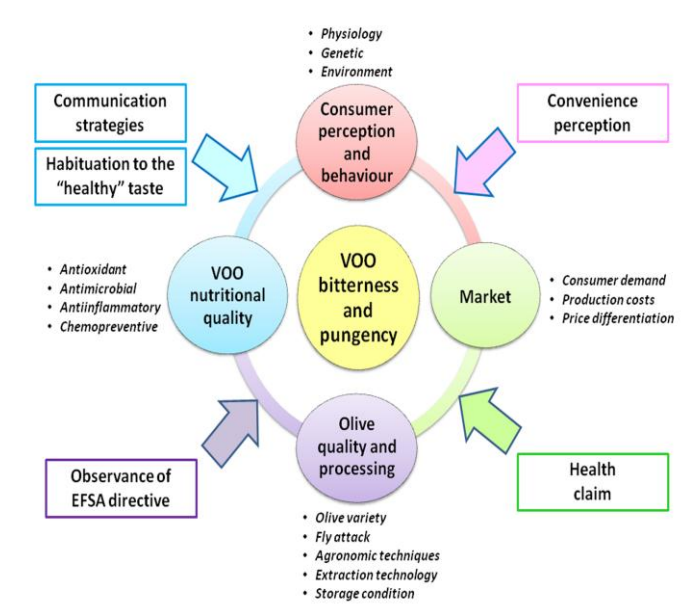 • Physiology
• Genetic
• Environment
Communication
strategies
Habituation to the
“healthy” taste
Consumer
perception
and
behaviour
Convenience
perception
• Antioxidant
• Antimicrobial
• Antiinflammatory
• Chemopreventive
VOO
nutritional
quality
VOO
bitterness
and
pungency
Market
• Consumer demand
• Production costs
• Price differentiation
Olive
quality and
processing
Observance of
EFSA directive
Health
claim
• Olive variety
• Fly attack
• Agronomic techniques
• Extraction technology
• Storage condition